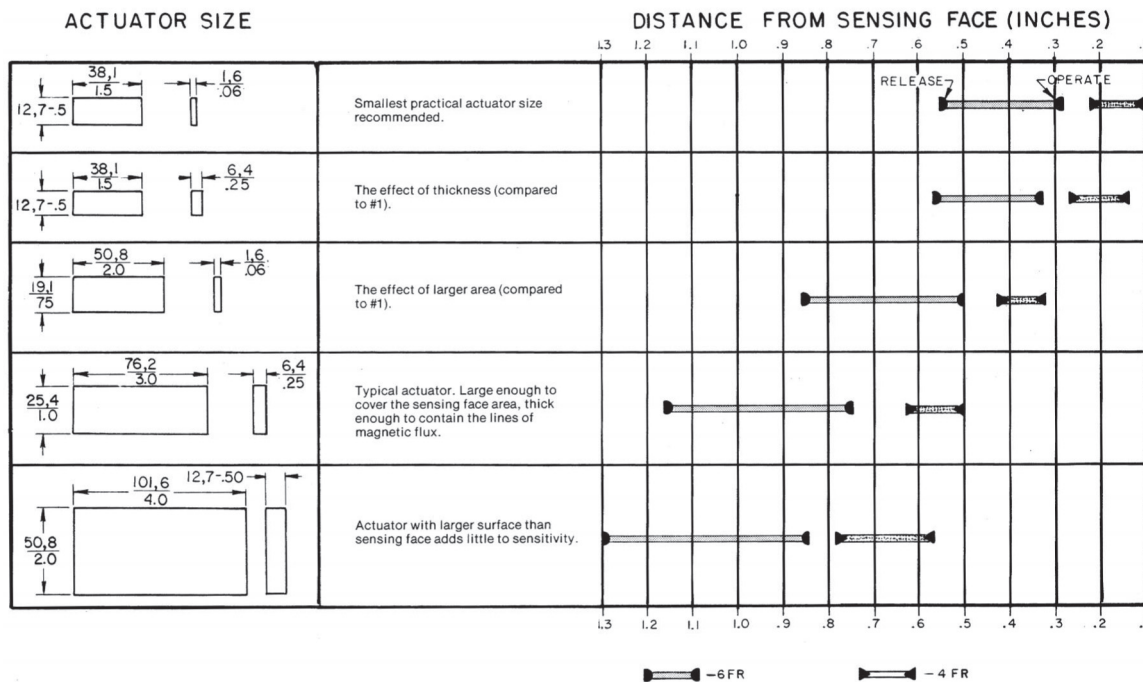 ACTUATOR SIZE
DISTANCE FROM SENSING FACE (INCHES)
1.3 1.2 1.1 1.0 .9 .8 .7 .6 .5 .4 .3 .2 .1
38,1
1.5
1,6
.06
12,7-.5
Smallest practical actuator size
recommended.
RELEASE
OPERATE
38,1
1.5
6,4
.25
12,7-.5
The effect of thickness (compared
to #1).
50,8
2.0
1,6
.06
19,1
75
The effect of larger area (compared
to #1).
76,2
3.0
6,4
.25
25,4
1.0
Typical actuator. Large enough to
cover the sensing face area, thick
enough to contain the lines of
magnetic flux.
101,6
4.0
12,7-.50
50,8
2.0
Actuator with larger surface than
sensing face adds little to sensitivity.
1.3 1.2 1.1 1.0 .9 .8 .7 .6 .5 .4 .3 .2 .1
-6FR
-4FR